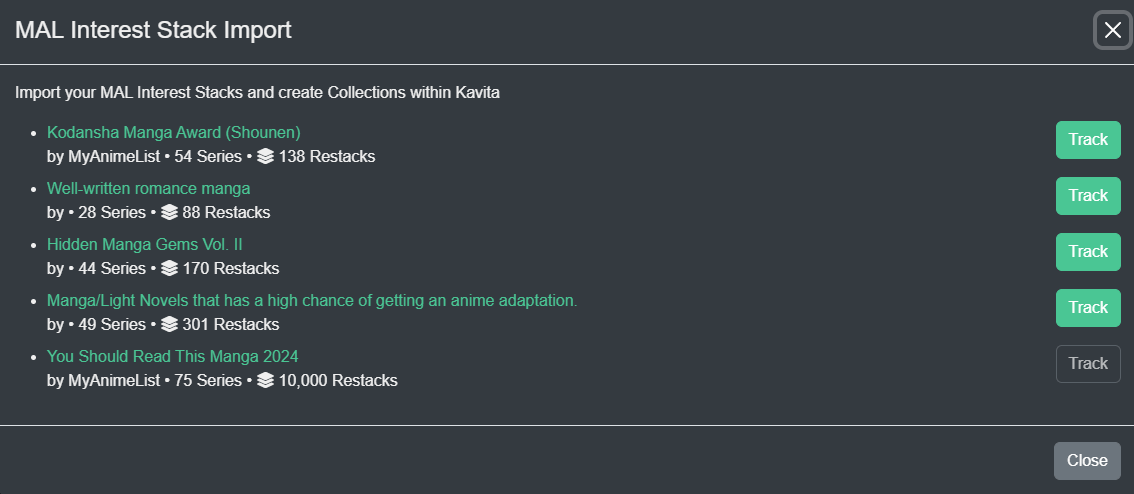 MAL Interest Stack Import
Import your MAL Interest Stacks and create Collections within Kavita
• Kodansha Manga Award (Shounen)
by MyAnimeList • 54 Series • 138 Restacks
Track
• Well-written romance manga
by • 28 Series • 88 Restacks
Track
• Hidden Manga Gems Vol. II
by • 44 Series • 170 Restacks
Track
• Manga/Light Novels that has a high chance of getting an anime adaptation.
by • 49 Series • 301 Restacks
Track
• You Should Read This Manga 2024
by MyAnimeList • 75 Series • 10,000 Restacks
Track
Close